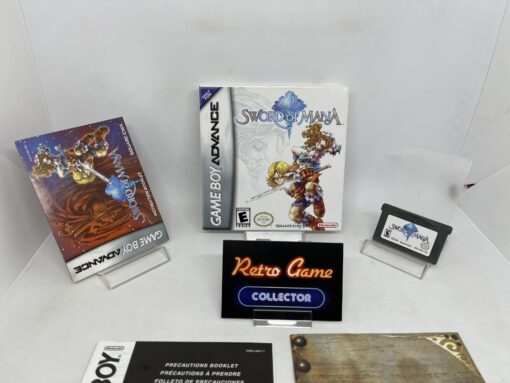 GAME BOY ADVANCE
SWORD OF MANA
E
SQUARE ENIX
Nintendo
SWORD OF MANA
GAME BOY ADVANCE
SWORD OF MANA
E
Retro Game
COLLECTOR
BOY
PRECAUTIONS BOOKLET
PRÉCAUTIONS À PRENDRE
FOLLETO DE PRECAUCIONES